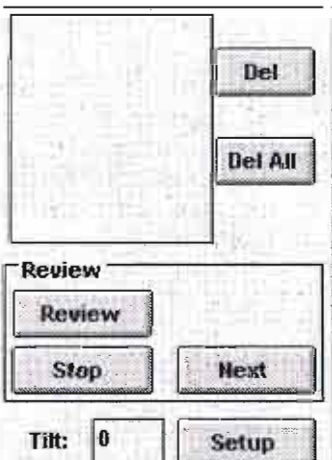 Del
Del All
Review
Review
Stop Next
Tilt: 0 Setup